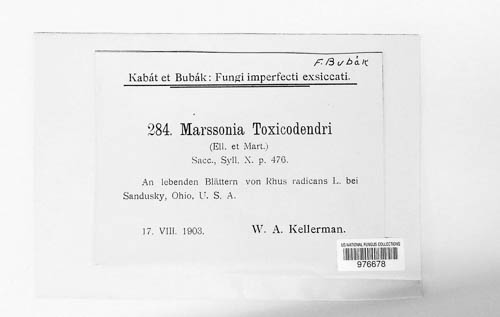 F. Bubák
Kabát et Bubák: Fungi imperfecti exsiccati.
284. Marssonia Toxicodendri
(Ell. et Mart.)
Sacc., Syll. X. p. 476.
An lebenden Blättern von Rhus radicans L. bei
Sandusky, Ohio, U. S. A.
17. VIII. 1903. W. A. Kellerman.
US NATIONAL FUNGUS COLLECTIONS
976678